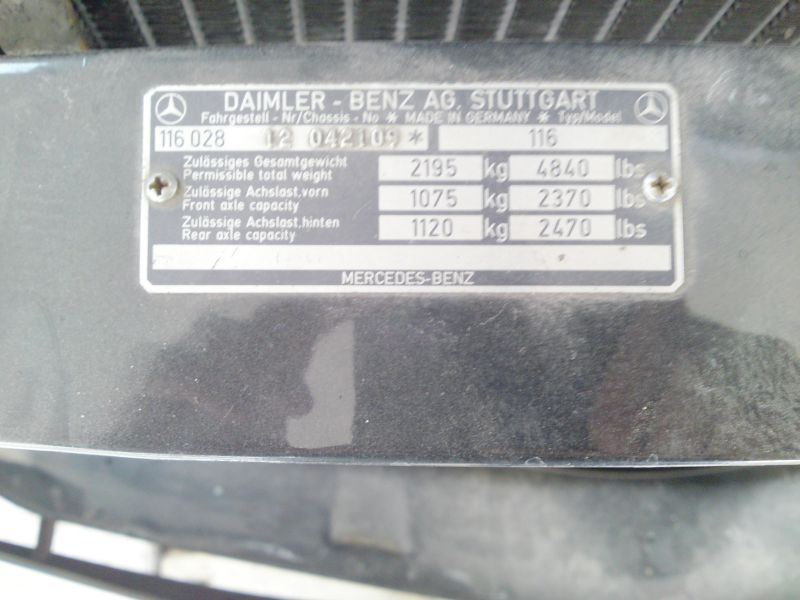 DAIMLER - BENZ AG. STUTTGART
Fahrgestell - Nr/Chassis - No * MADE IN GERMANY * Typ/Model
116 028 12 042109 * 116
Zulässiges Gesamtgewicht
Permissible total weight 2195 kg 4840 lbs
Zulässige Achslast,vorn
Front axle capacity 1075 kg 2370 lbs
Zulässige Achslast,hinten
Rear axle capacity 1120 kg 2470 lbs
MERCEDES-BENZ